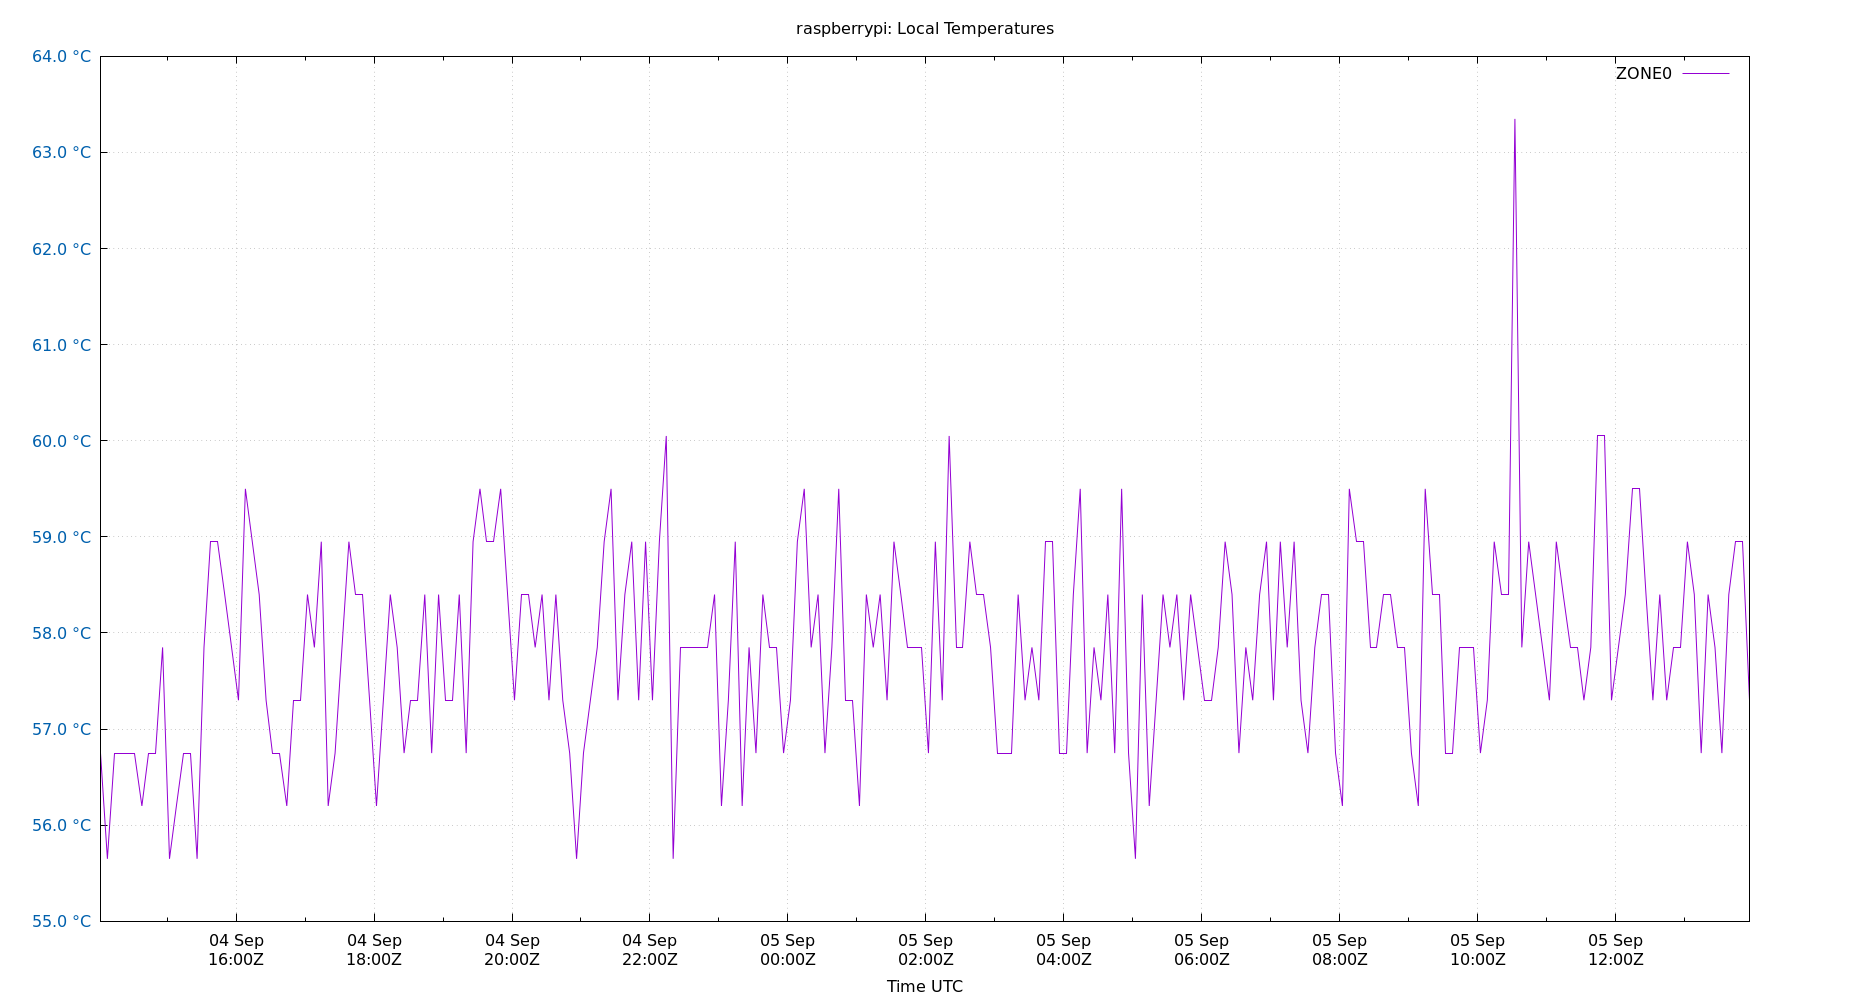 raspberrypi: Local Temperatures
64.0 °C
ZONE0
63.0 °C
62.0 °C
61.0 °C
60.0 °C
59.0 °C
58.0 °C
57.0 °C
56.0 °C
55.0 °C
04 Sep 04 Sep 04 Sep 04 Sep 05 Sep 05 Sep 05 Sep 05 Sep 05 Sep 05 Sep 05 Sep
16:00Z 18:00Z 20:00Z 22:00Z 00:00Z 02:00Z 04:00Z 06:00Z 08:00Z 10:00Z 12:00Z
Time UTC